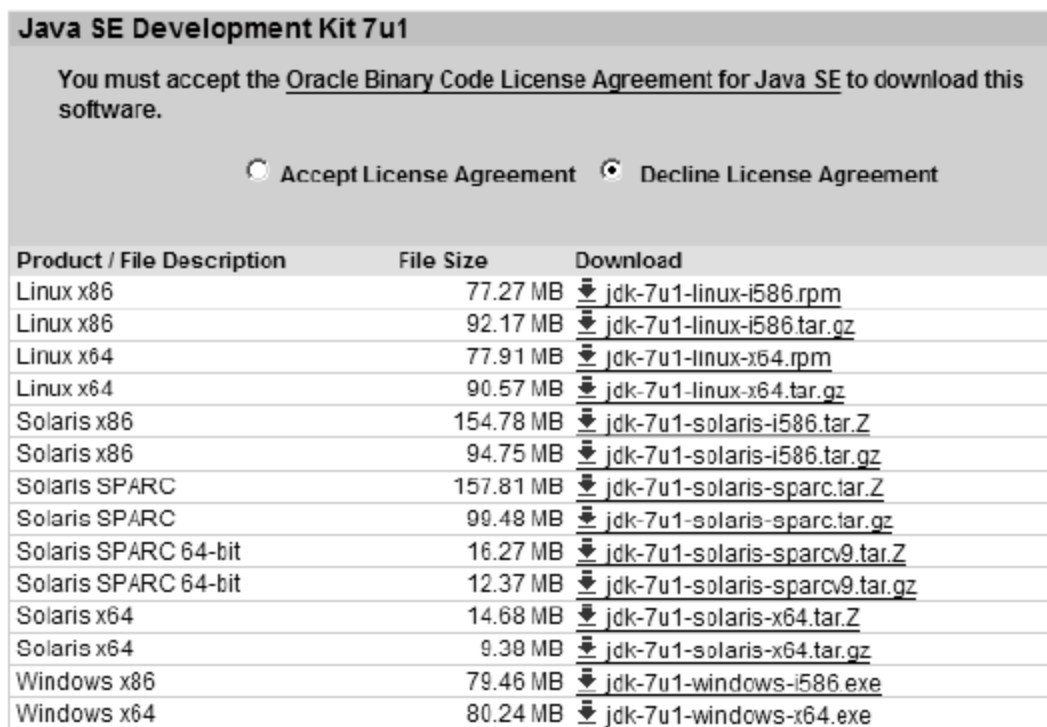 Java SE Development Kit 7u1
You must accept the Oracle Binary Code License Agreement for Java SE to download this
software.
Accept License Agreement Decline License Agreement
Product / File Description File Size Download
Linux x86 77.27 MB jdk-7u1-linux-i586.rpm
Linux x86 92.17 MB jdk-7u1-linux-i586.tar.gz
Linux x64 77.91 MB jdk-7u1-linux-x64.rpm
Linux x64 90.57 MB jdk-7u1-linux-x64.tar.gz
Solaris x86 154.78 MB jdk-7u1-solaris-i586.tar.Z
Solaris x86 94.75 MB jdk-7u1-solaris-i586.tar.gz
Solaris SPARC 157.81 MB jdk-7u1-solaris-sparc.tar.Z
Solaris SPARC 99.48 MB jdk-7u1-solaris-sparc.tar.gz
Solaris SPARC 64-bit 16.27 MB jdk-7u1-solaris-sparcv9.tar.Z
Solaris SPARC 64-bit 12.37 MB jdk-7u1-solaris-sparcv9.tar.gz
Solaris x64 14.68 MB jdk-7u1-solaris-x64.tar.Z
Solaris x64 9.38 MB jdk-7u1-solaris-x64.tar.gz
Windows x86 79.46 MB jdk-7u1-windows-i586.exe
Windows x64 80.24 MB jdk-7u1-windows-x64.exe